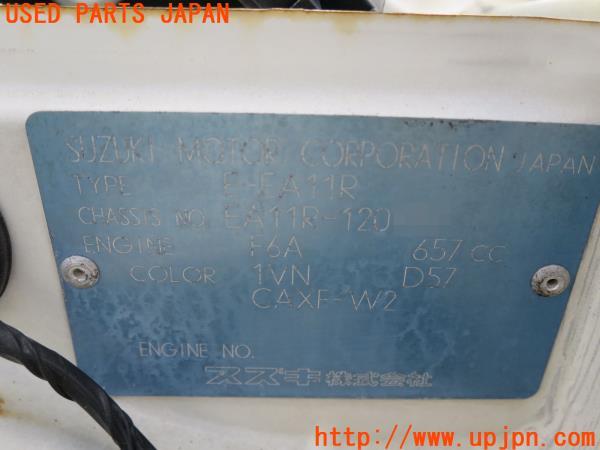 USED PARTS JAPAN
SUZUKI MOTOR CORPORATION JAPAN
TYPE E-EA11R
CHASSIS NO. EA11R-120
ENGINE F6A 657 CC
COLOR 1VN D57
CAXF-W2
ENGINE NO.
スズキ株式会社
http://www.upjpn.com/